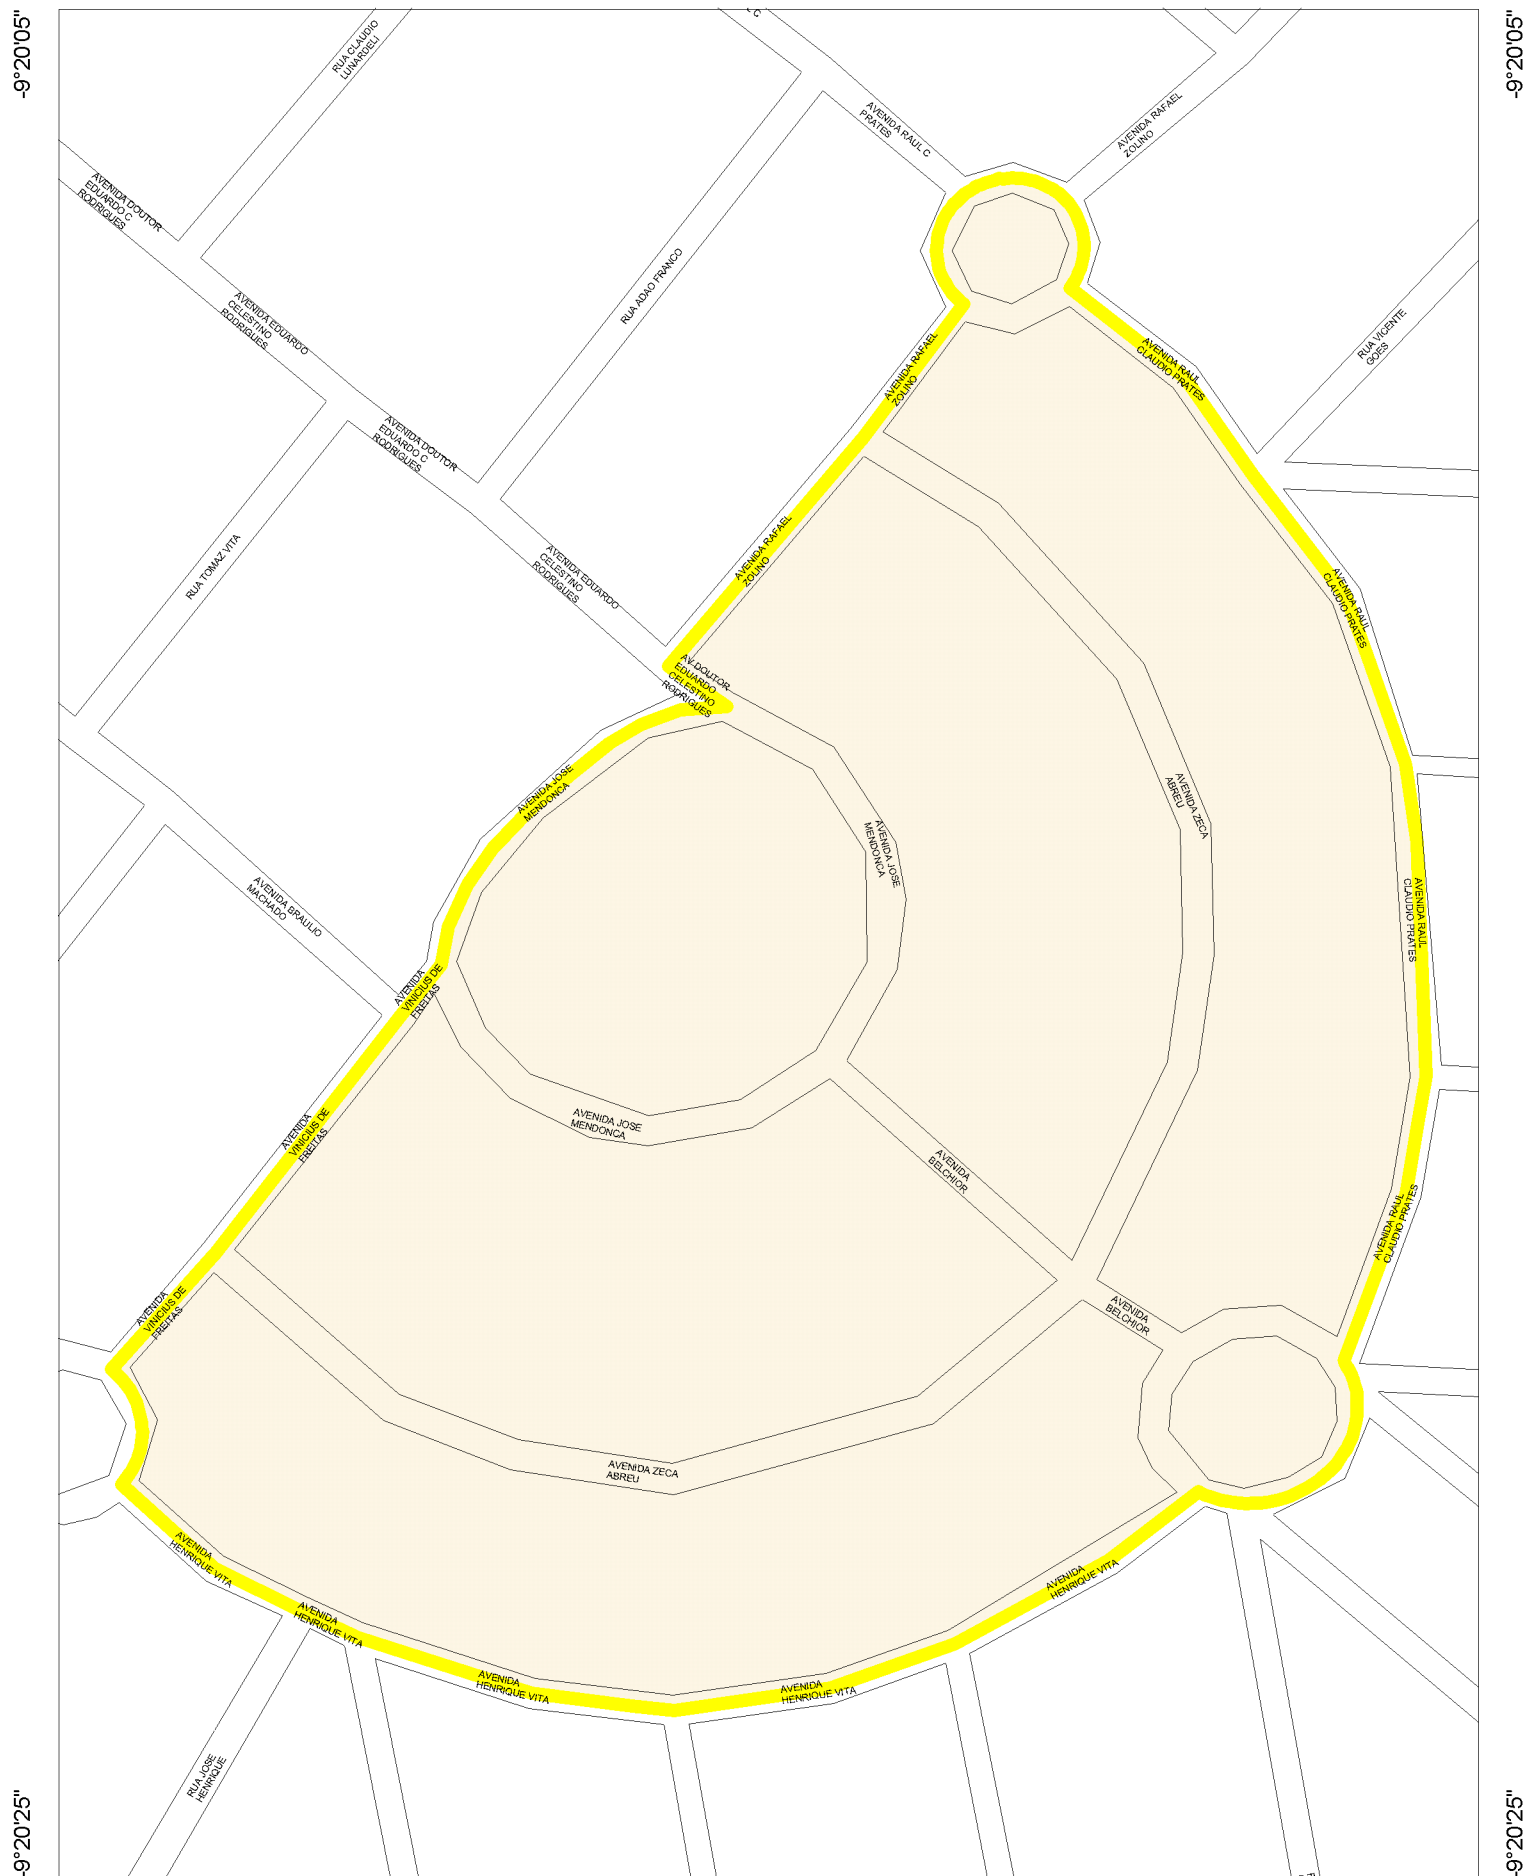 -9°20'05"
-9°20'05"
RUA CLAUDIO
LUNARDELI
AVENIDA RAUL C
PRATES
AVENIDA RAFAEL
ZOLINO
AVENIDA DOUTOR
EDUARDO C
RODRIGUES
RUA ADAO FRANCO
AVENIDA EDUARDO
CELESTINO
RODRIGUES
AVENIDA RAFAEL
ZOLINO
AVENIDA RAUL
CLAUDIO PRATES
RUA VICENTE
GOES
AVENIDA DOUTOR
EDUARDO C
RODRIGUES
RUA TOMAZ VITA
AVENIDA EDUARDO
CELESTINO
RODRIGUES
AVENIDA RAFAEL
ZOLINO
AVENIDA RAUL
CLAUDIO PRATES
AV DOUTOR
EDUARDO
CELESTINO
RODRIGUES
AVENIDA JOSE
MENDONCA
AVENIDA ZECA
ABREU
AVENIDA JOSE
MENDONCA
AVENIDA BRAULIO
MACHADO
AVENIDA RAUL
CLAUDIO PRATES
AVENIDA
VINICIUS DE
FREITAS
AVENIDA
VINICIUS DE
FREITAS
AVENIDA JOSE
MENDONCA
AVENIDA
BELCHIOR
AVENIDA RAUL
CLAUDIO PRATES
AVENIDA
VINICIUS DE
FREITAS
AVENIDA
BELCHIOR
AVENIDA ZECA
ABREU
AVENIDA
HENRIQUE VITA
AVENIDA
HENRIQUE VITA
AVENIDA
HENRIQUE VITA
AVENIDA
HENRIQUE VITA
AVENIDA
HENRIQUE VITA
RUA JOSE
HENRIQUE
-9°20'25"
-9°20'25"